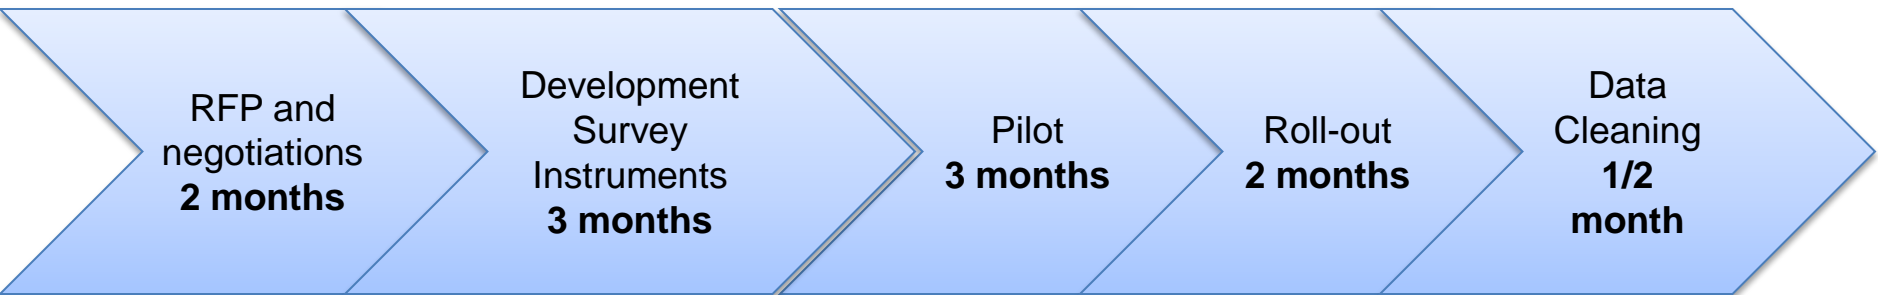 RFP and
negotiations
2 months
Development
Survey
Instruments
3 months
Pilot
3 months
Roll-out
2 months
Data
Cleaning
1/2
month